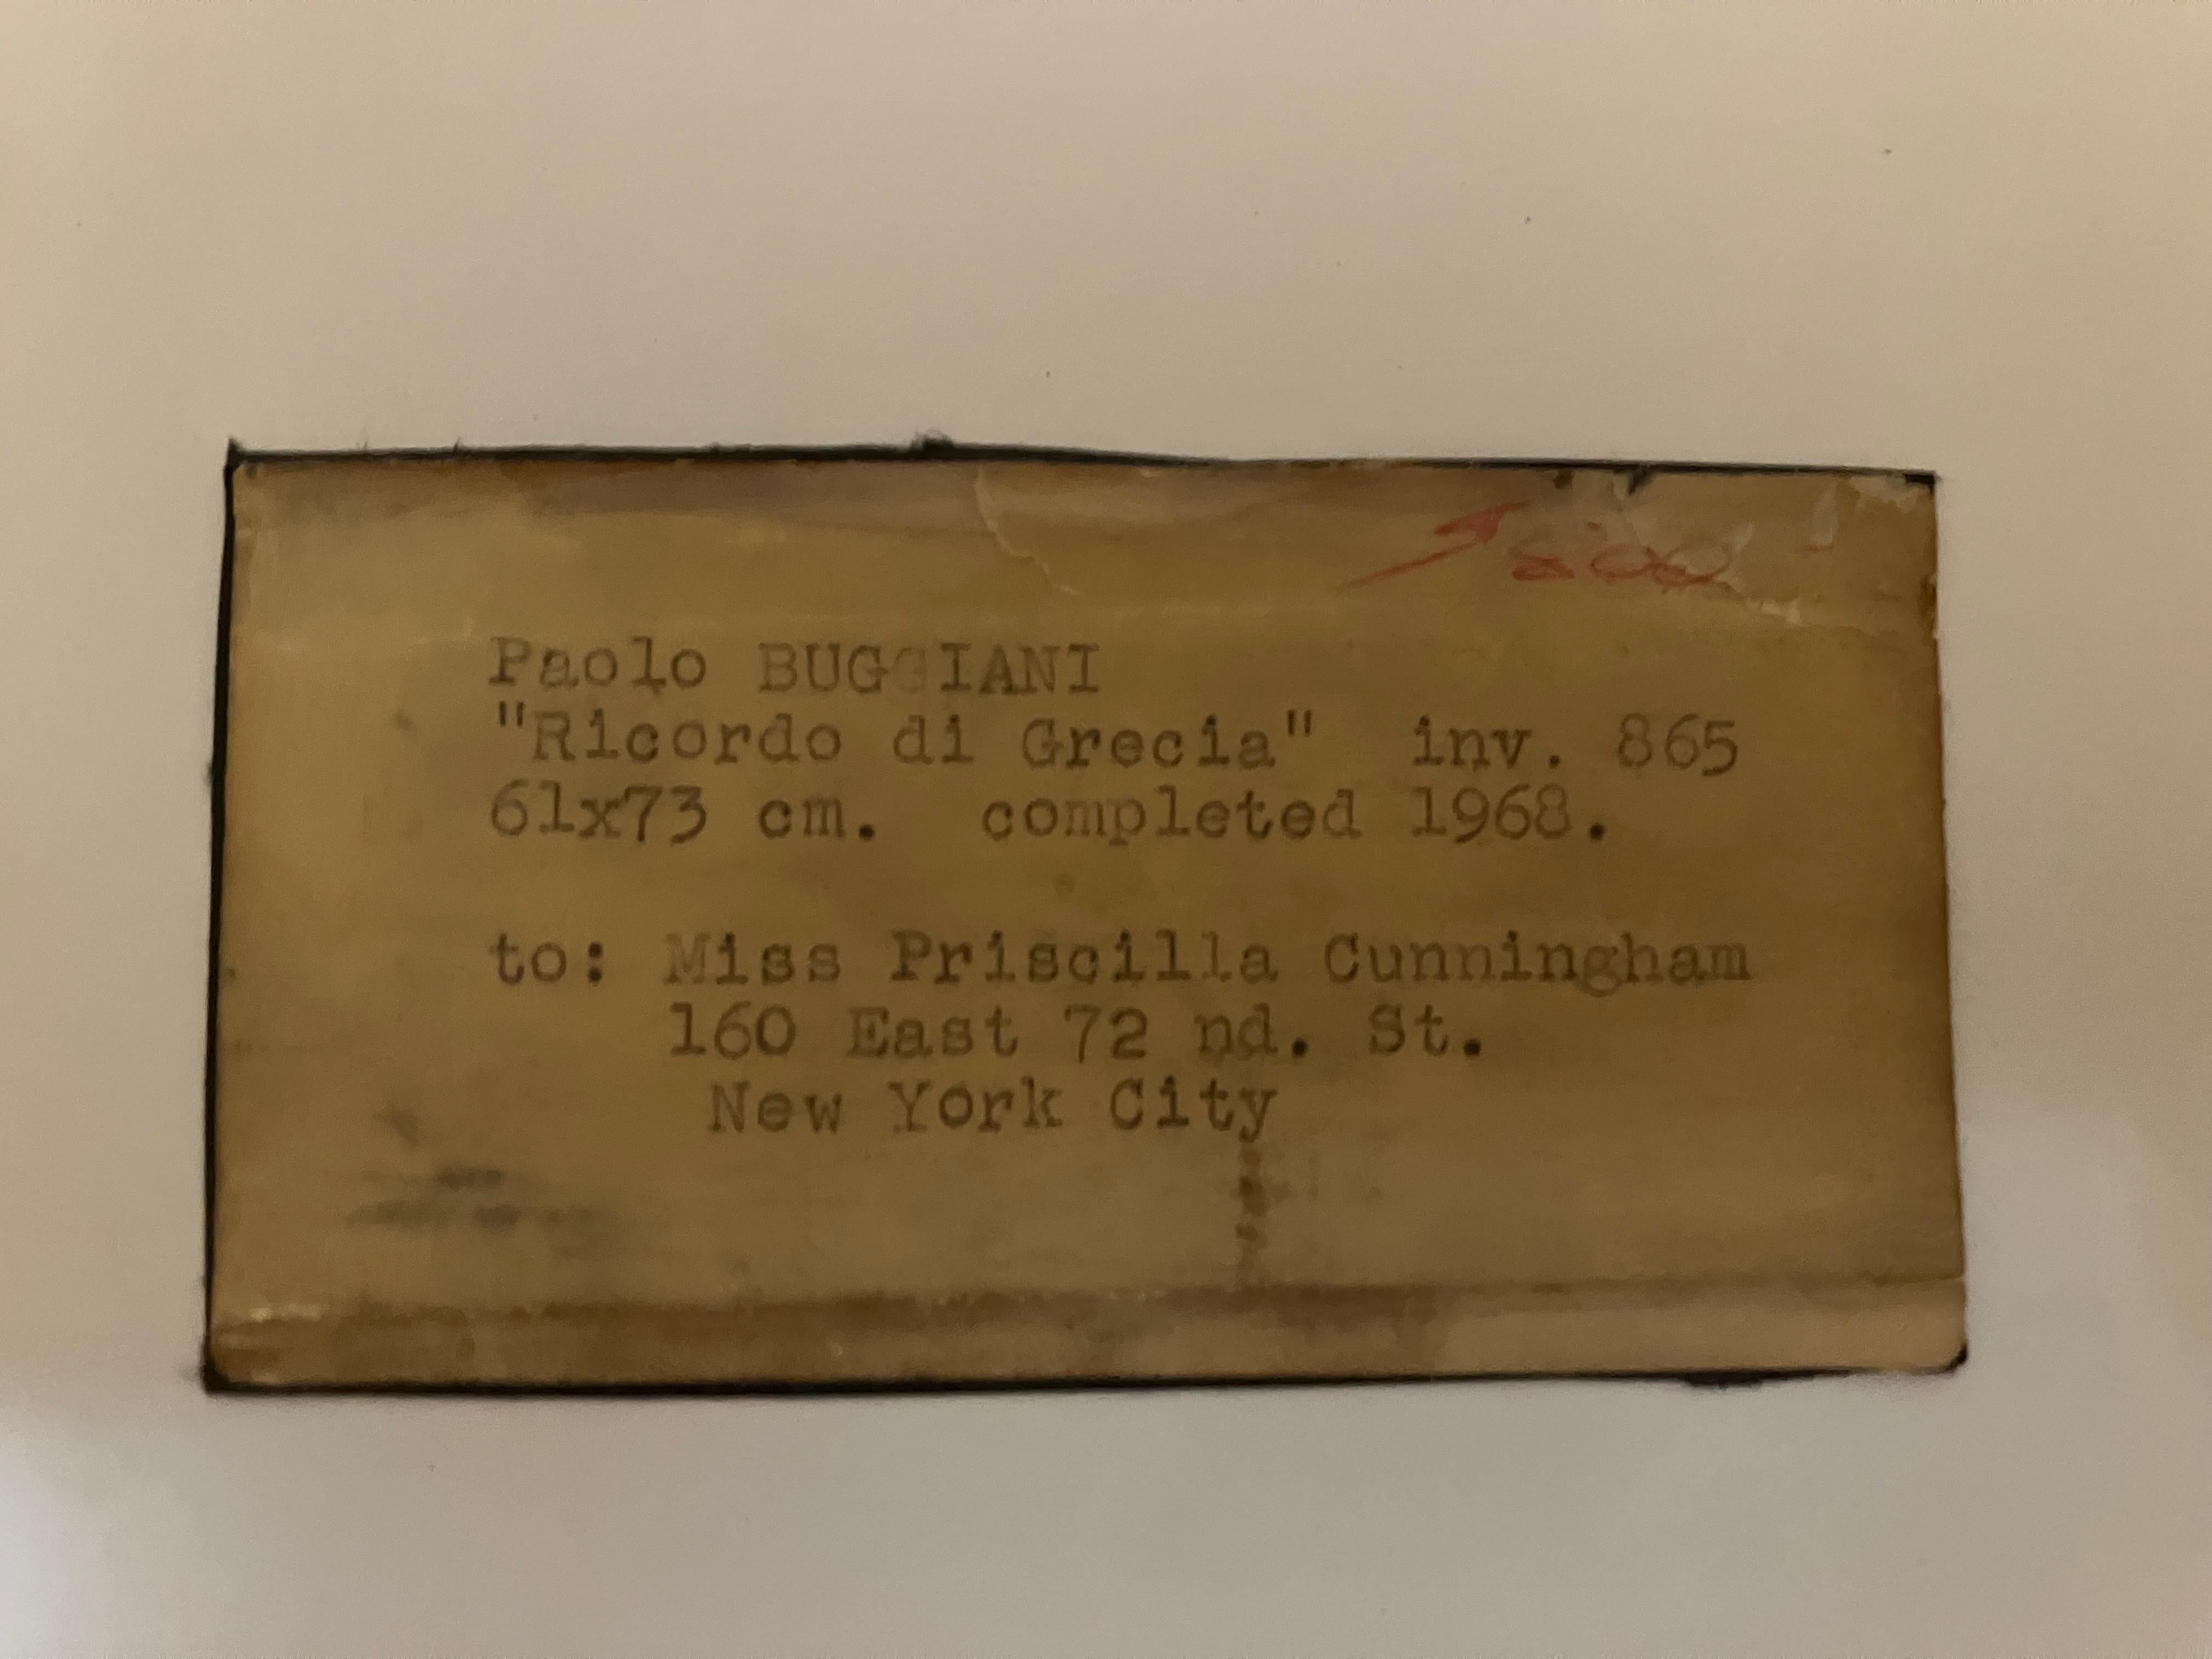 Paolo BUGGIANI
"Ricordo di Grecia"  inv. 865
61x73 cm.  completed 1968.
to: Miss Priscilla Cunningham
160 East 72 nd. St.
New York City